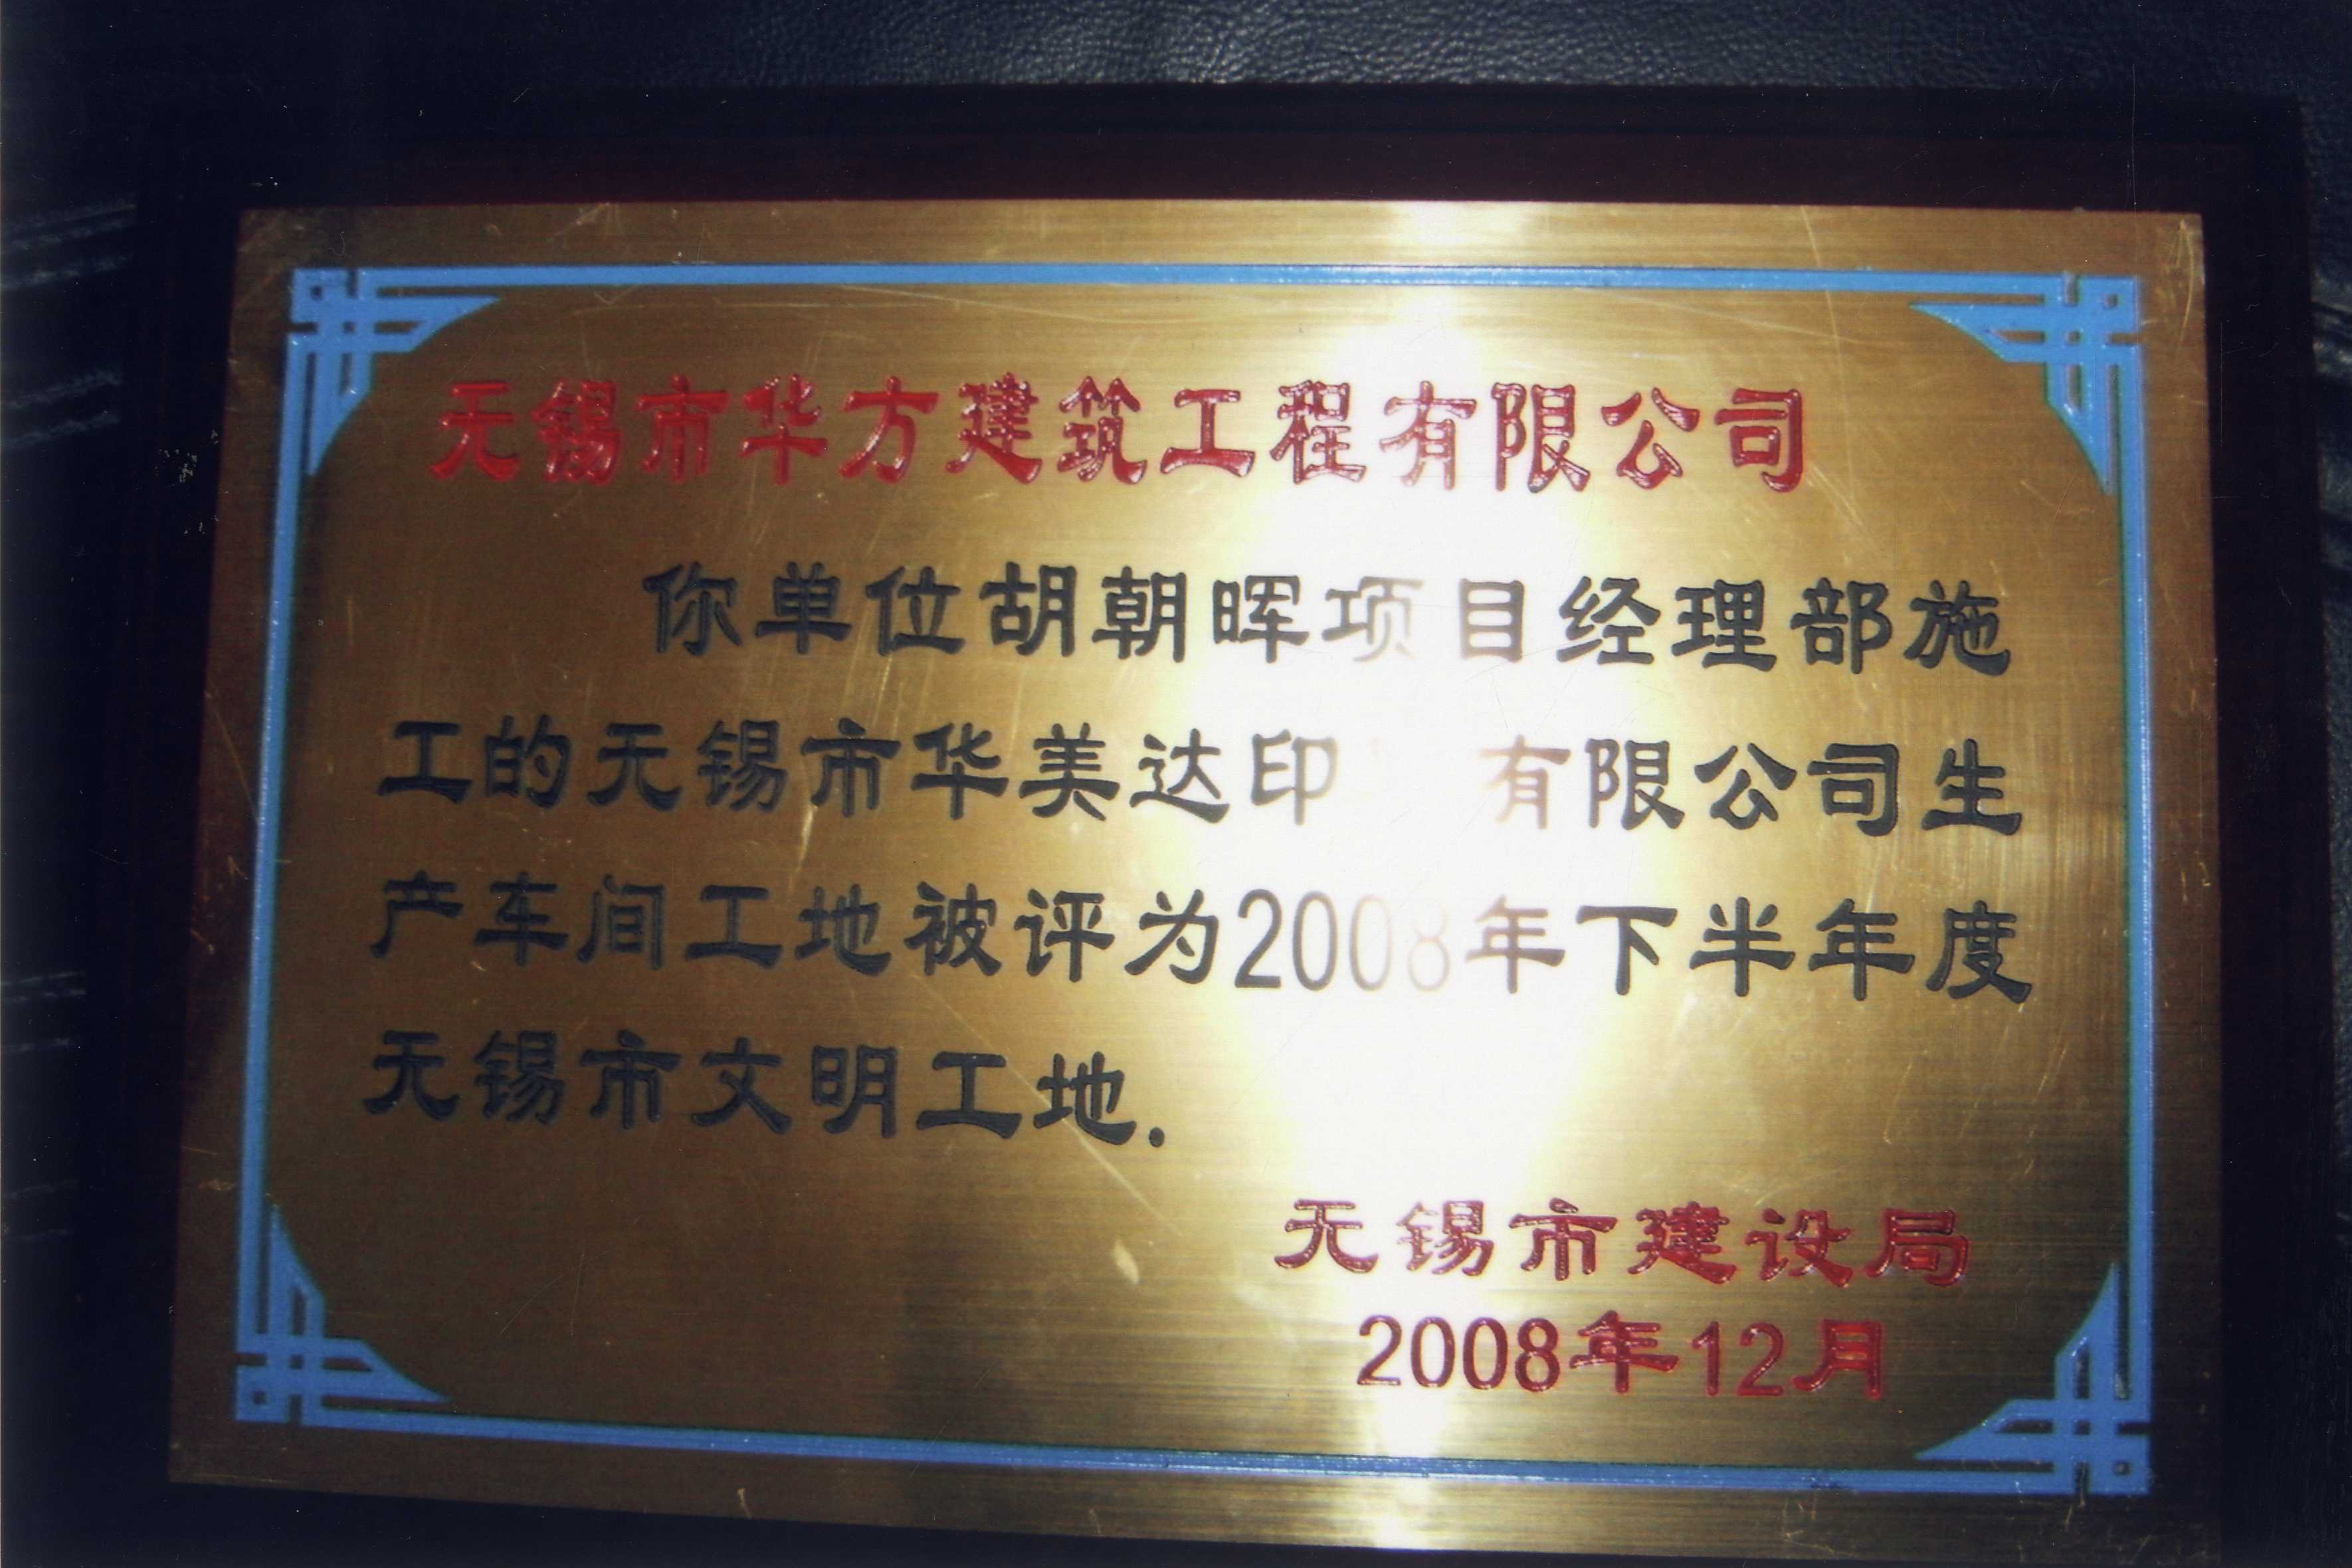 无锡市华方建筑工程有限公司
你单位胡朝晖项目经理部施
工的无锡市华美达印 有限公司生
产车间工地被评为2008年下半年度
无锡市文明工地.
无锡市建设局
2008年12月